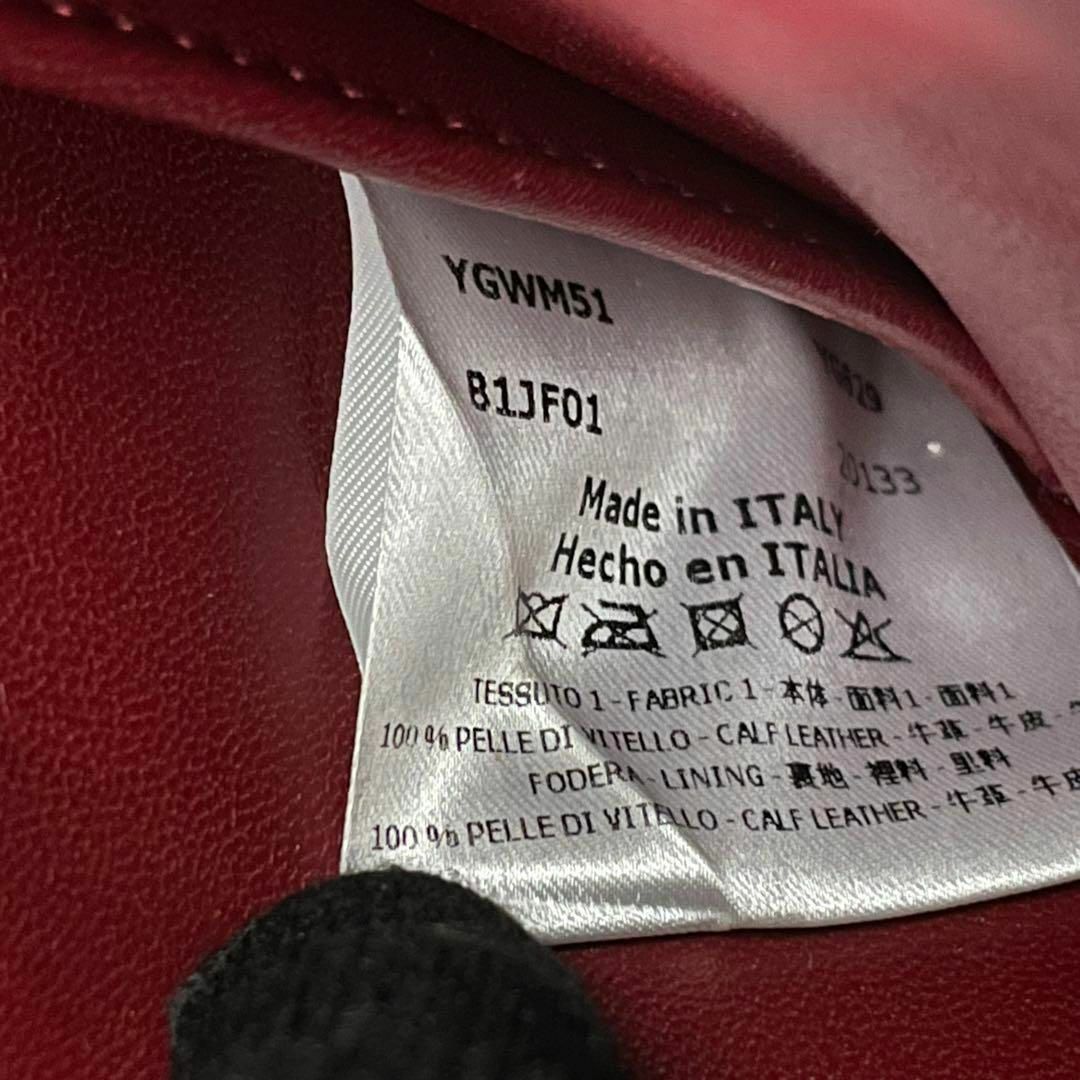 YGWM51
B1JF01
20133
Made in ITALY
Hecho en ITALIA
TESSUTO 1 - FABRIC 1 - 本体 - 面料1 - 面料1
100 % PELLE DI VITELLO - CALF LEATHER - 牛革 - 牛皮 -
FODERA - LINING - 裏地 - 裡料 - 里料
100 % PELLE DI VITELLO - CALF LEATHER - 牛革 - 牛皮